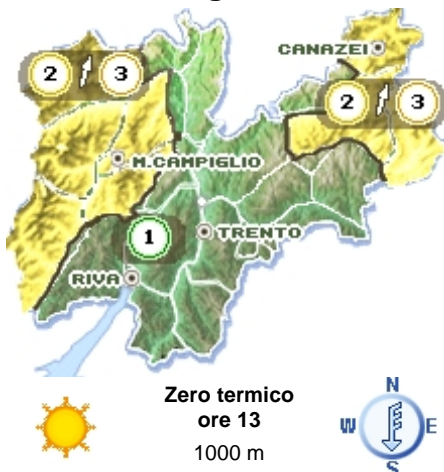 CANAZEI
2 3
2 3
M.CAMPIGLIO
1
TRENTO
RIVA
Zero termico
ore 13
1000 m
N
W E
S